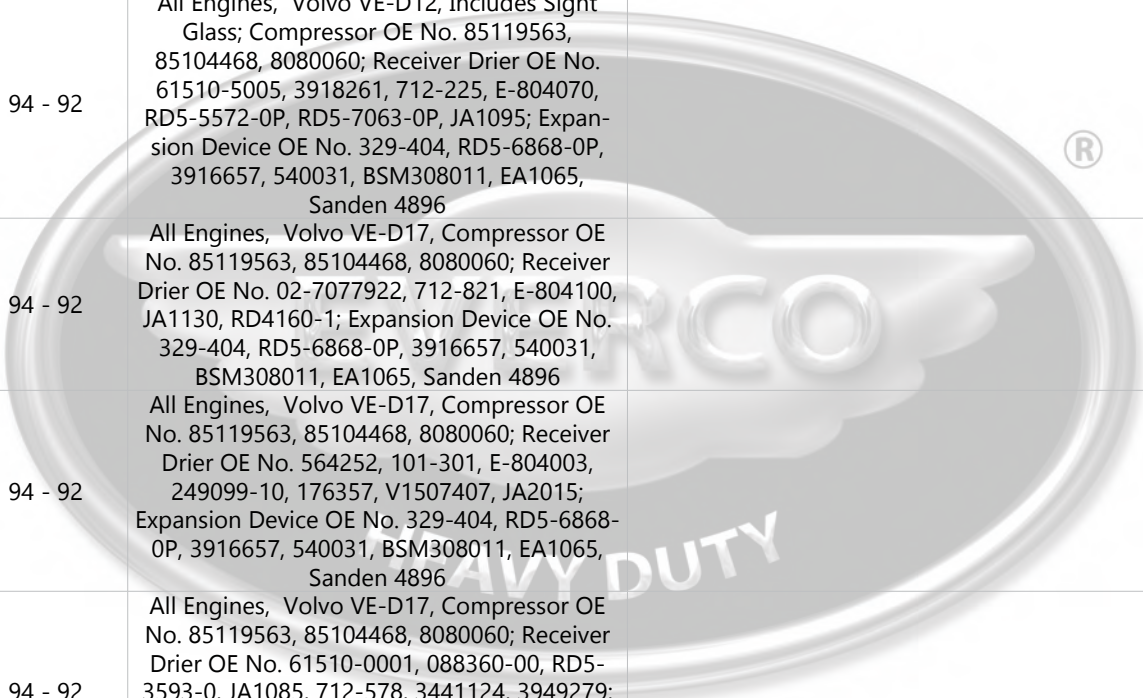 All Engines,  Volvo VE-D12, Includes Sight
Glass; Compressor OE No. 85119563,
85104468, 8080060; Receiver Drier OE No.
61510-5005, 3918261, 712-225, E-804070,
94 - 92
RD5-5572-0P, RD5-7063-0P, JA1095; Expan-
sion Device OE No. 329-404, RD5-6868-0P,
3916657, 540031, BSM308011, EA1065,
Sanden 4896
®
All Engines,  Volvo VE-D17, Compressor OE
No. 85119563, 85104468, 8080060; Receiver
Drier OE No. 02-7077922, 712-821, E-804100,
94 - 92
JA1130, RD4160-1; Expansion Device OE No.
329-404, RD5-6868-0P, 3916657, 540031,
BSM308011, EA1065, Sanden 4896
EVERCO
All Engines,  Volvo VE-D17, Compressor OE
No. 85119563, 85104468, 8080060; Receiver
Drier OE No. 564252, 101-301, E-804003,
94 - 92
249099-10, 176357, V1507407, JA2015;
Expansion Device OE No. 329-404, RD5-6868-
0P, 3916657, 540031, BSM308011, EA1065,
Sanden 4896
HEAVY DUTY
All Engines,  Volvo VE-D17, Compressor OE
No. 85119563, 85104468, 8080060; Receiver
Drier OE No. 61510-0001, 088360-00, RD5-
94 - 92
3593-0, JA1085, 712-578, 3441124, 3949279;